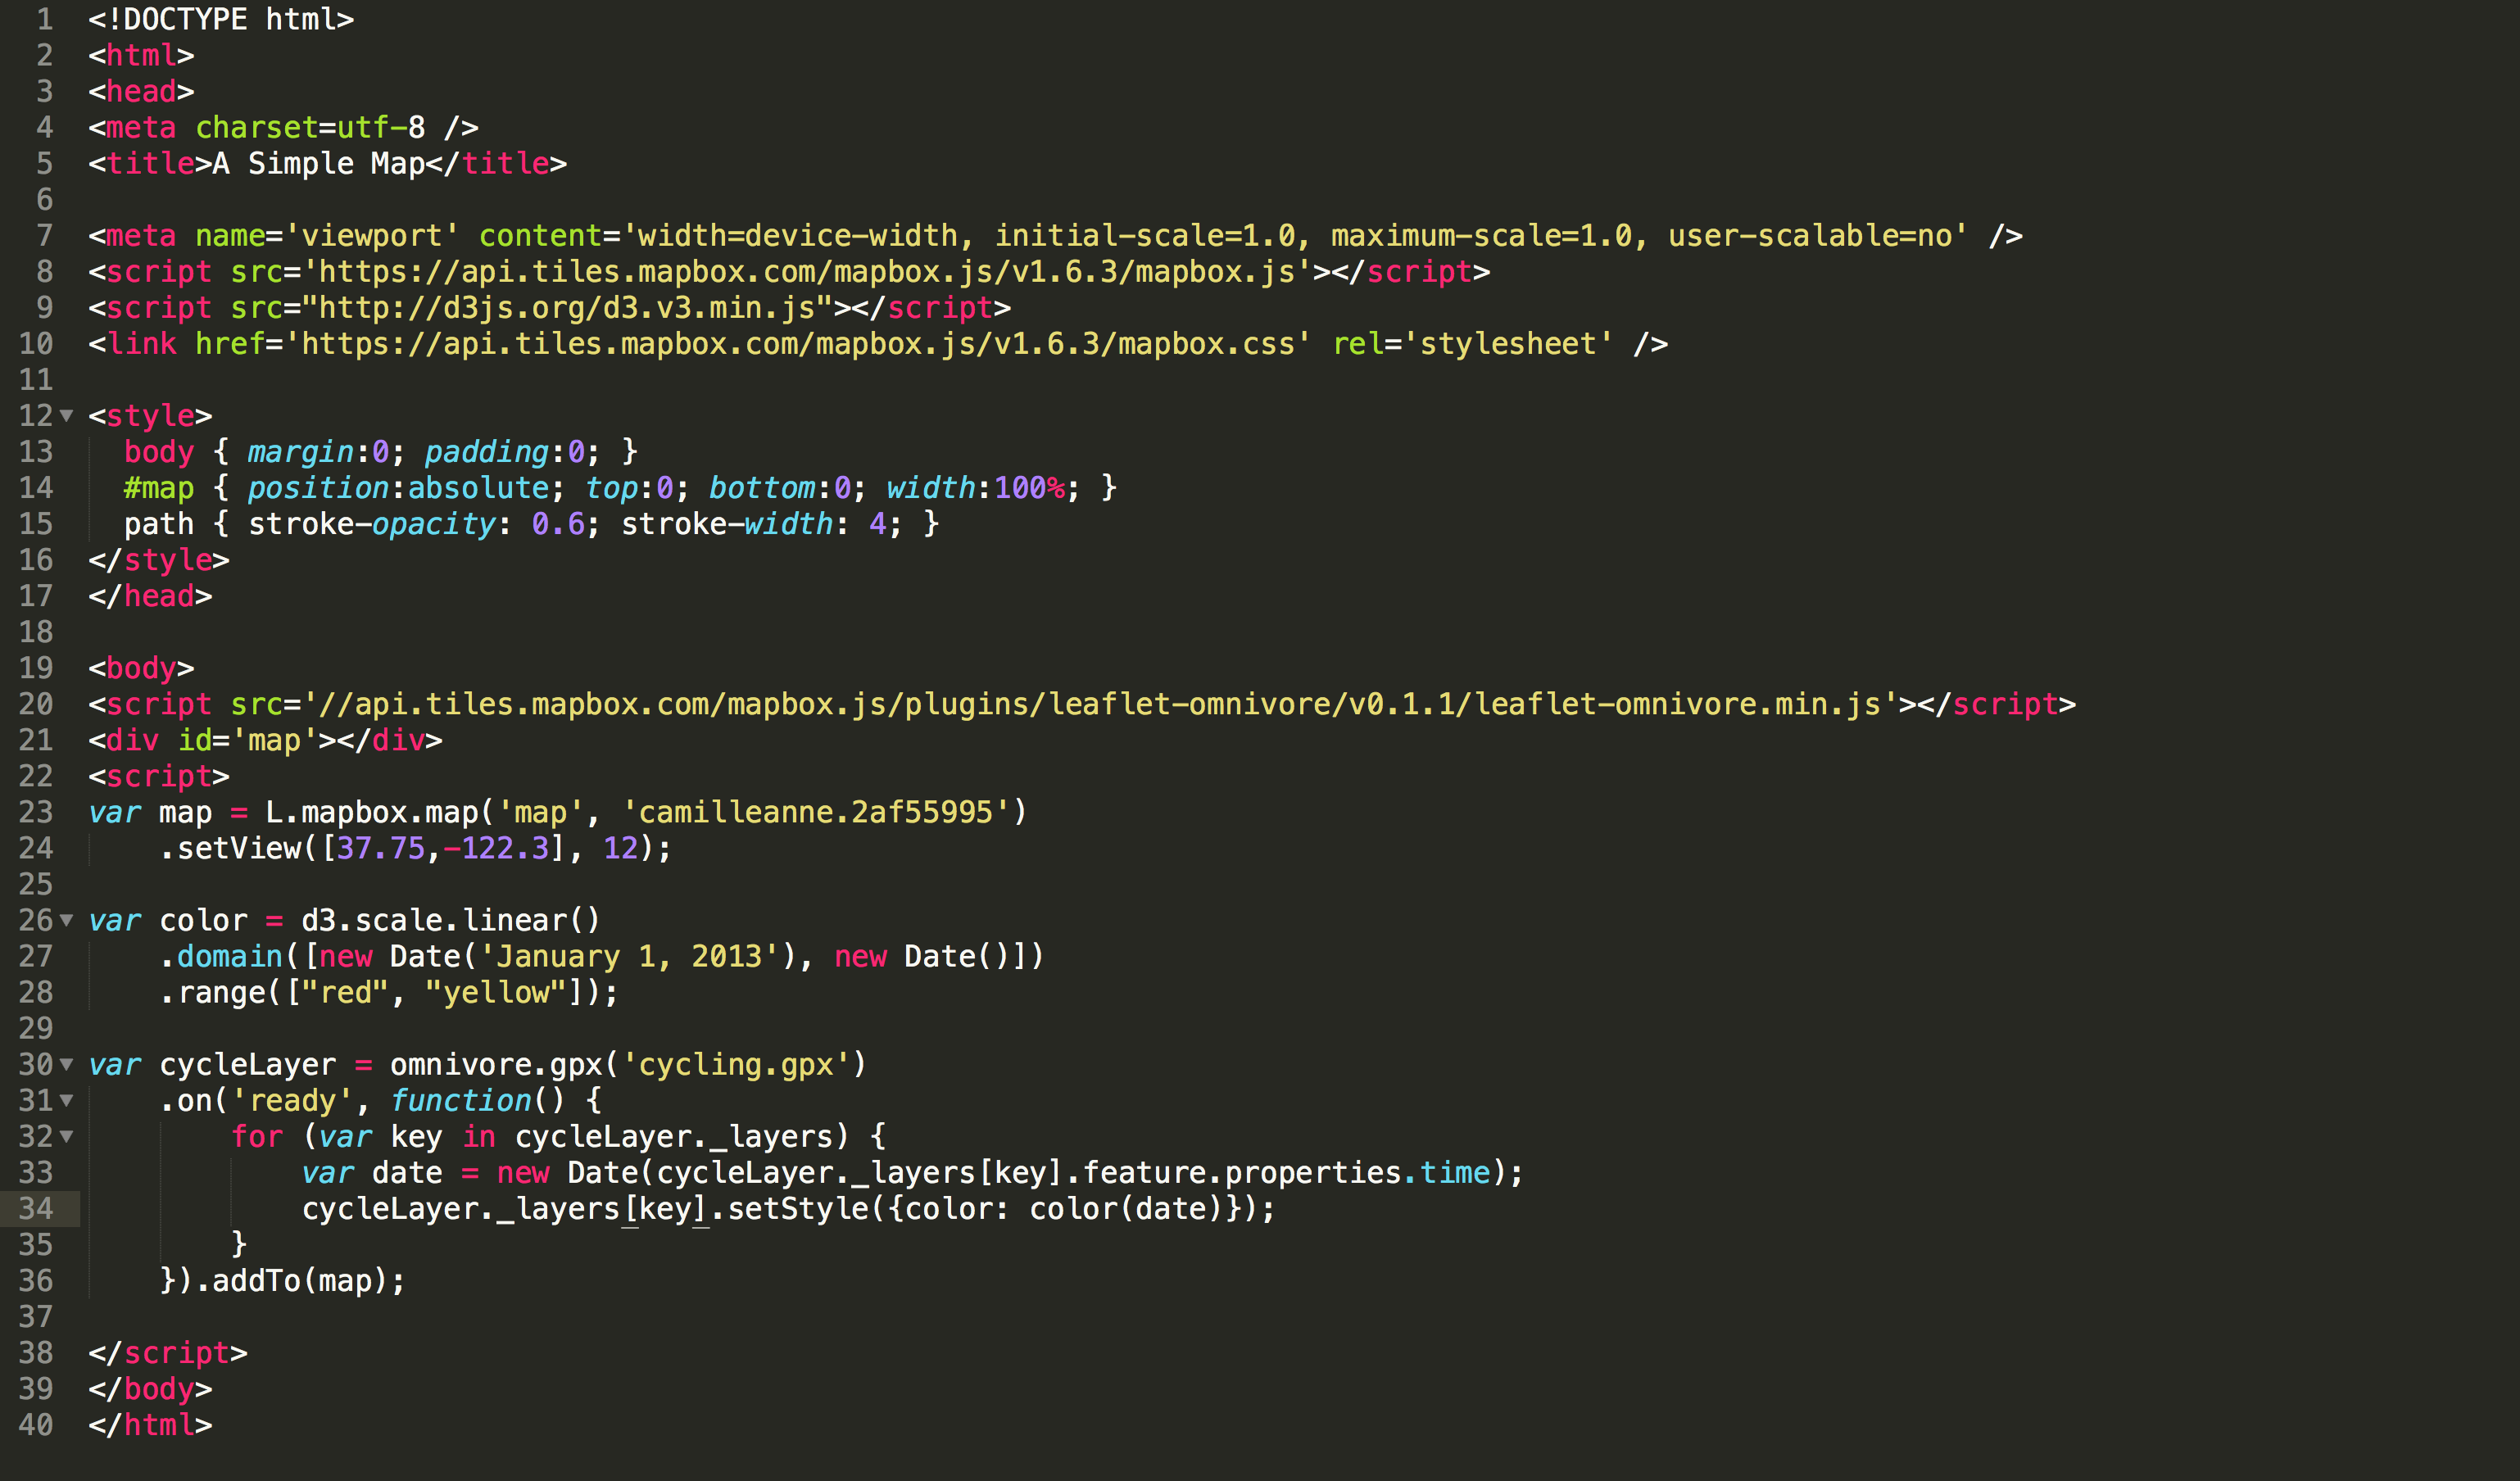 1 <!DOCTYPE html>
2 <html>
3 <head>
4 <meta charset=utf-8 />
5 <title>A Simple Map</title>
6
7 <meta name='viewport' content='width=device-width, initial-scale=1.0, maximum-scale=1.0, user-scalable=no' />
8 <script src='https://api.tiles.mapbox.com/mapbox.js/v1.6.3/mapbox.js'></script>
9 <script src="http://d3js.org/d3.v3.min.js"></script>
10 <link href='https://api.tiles.mapbox.com/mapbox.js/v1.6.3/mapbox.css' rel='stylesheet' />
11
12 <style>
13   body { margin:0; padding:0; }
14   #map { position:absolute; top:0; bottom:0; width:100%; }
15   path { stroke-opacity: 0.6; stroke-width: 4; }
16 </style>
17 </head>
18
19 <body>
20 <script src='//api.tiles.mapbox.com/mapbox.js/plugins/leaflet-omnivore/v0.1.1/leaflet-omnivore.min.js'></script>
21 <div id='map'></div>
22 <script>
23 var map = L.mapbox.map('map', 'camilleanne.2af55995')
24     .setView([37.75,-122.3], 12);
25
26 var color = d3.scale.linear()
27     .domain([new Date('January 1, 2013'), new Date()])
28     .range(["red", "yellow"]);
29
30 var cycleLayer = omnivore.gpx('cycling.gpx')
31     .on('ready', function() {
32         for (var key in cycleLayer._layers) {
33             var date = new Date(cycleLayer._layers[key].feature.properties.time);
34             cycleLayer._layers[key].setStyle({color: color(date)});
35         }
36     }).addTo(map);
37
38 </script>
39 </body>
40 </html>